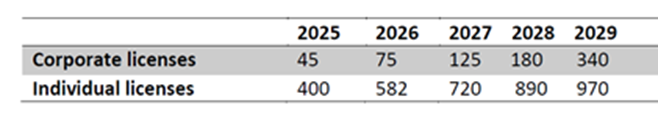 2025 2026 2027 2028 2029
Corporate licenses 45 75 125 180 340
Individual licenses 400 582 720 890 970